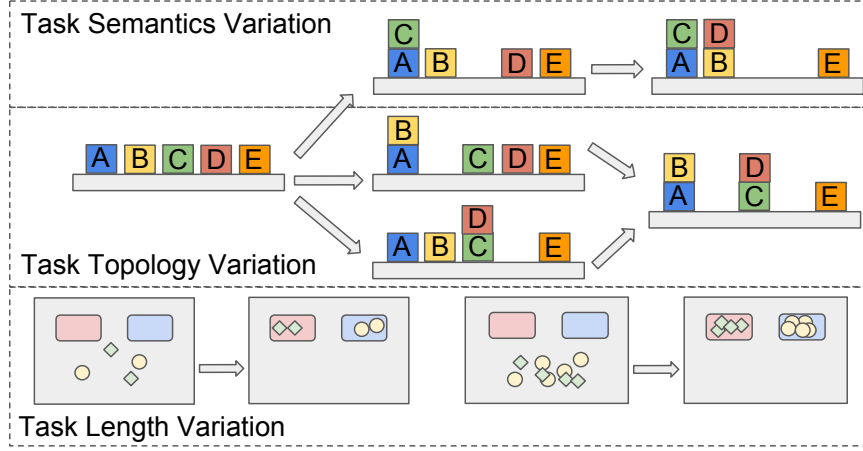 Task Semantics Variation
C
A B D E
C D
A B E
A B C D E
B
A C D E
B D
A C E
D
A B C E
Task Topology Variation
Task Length Variation